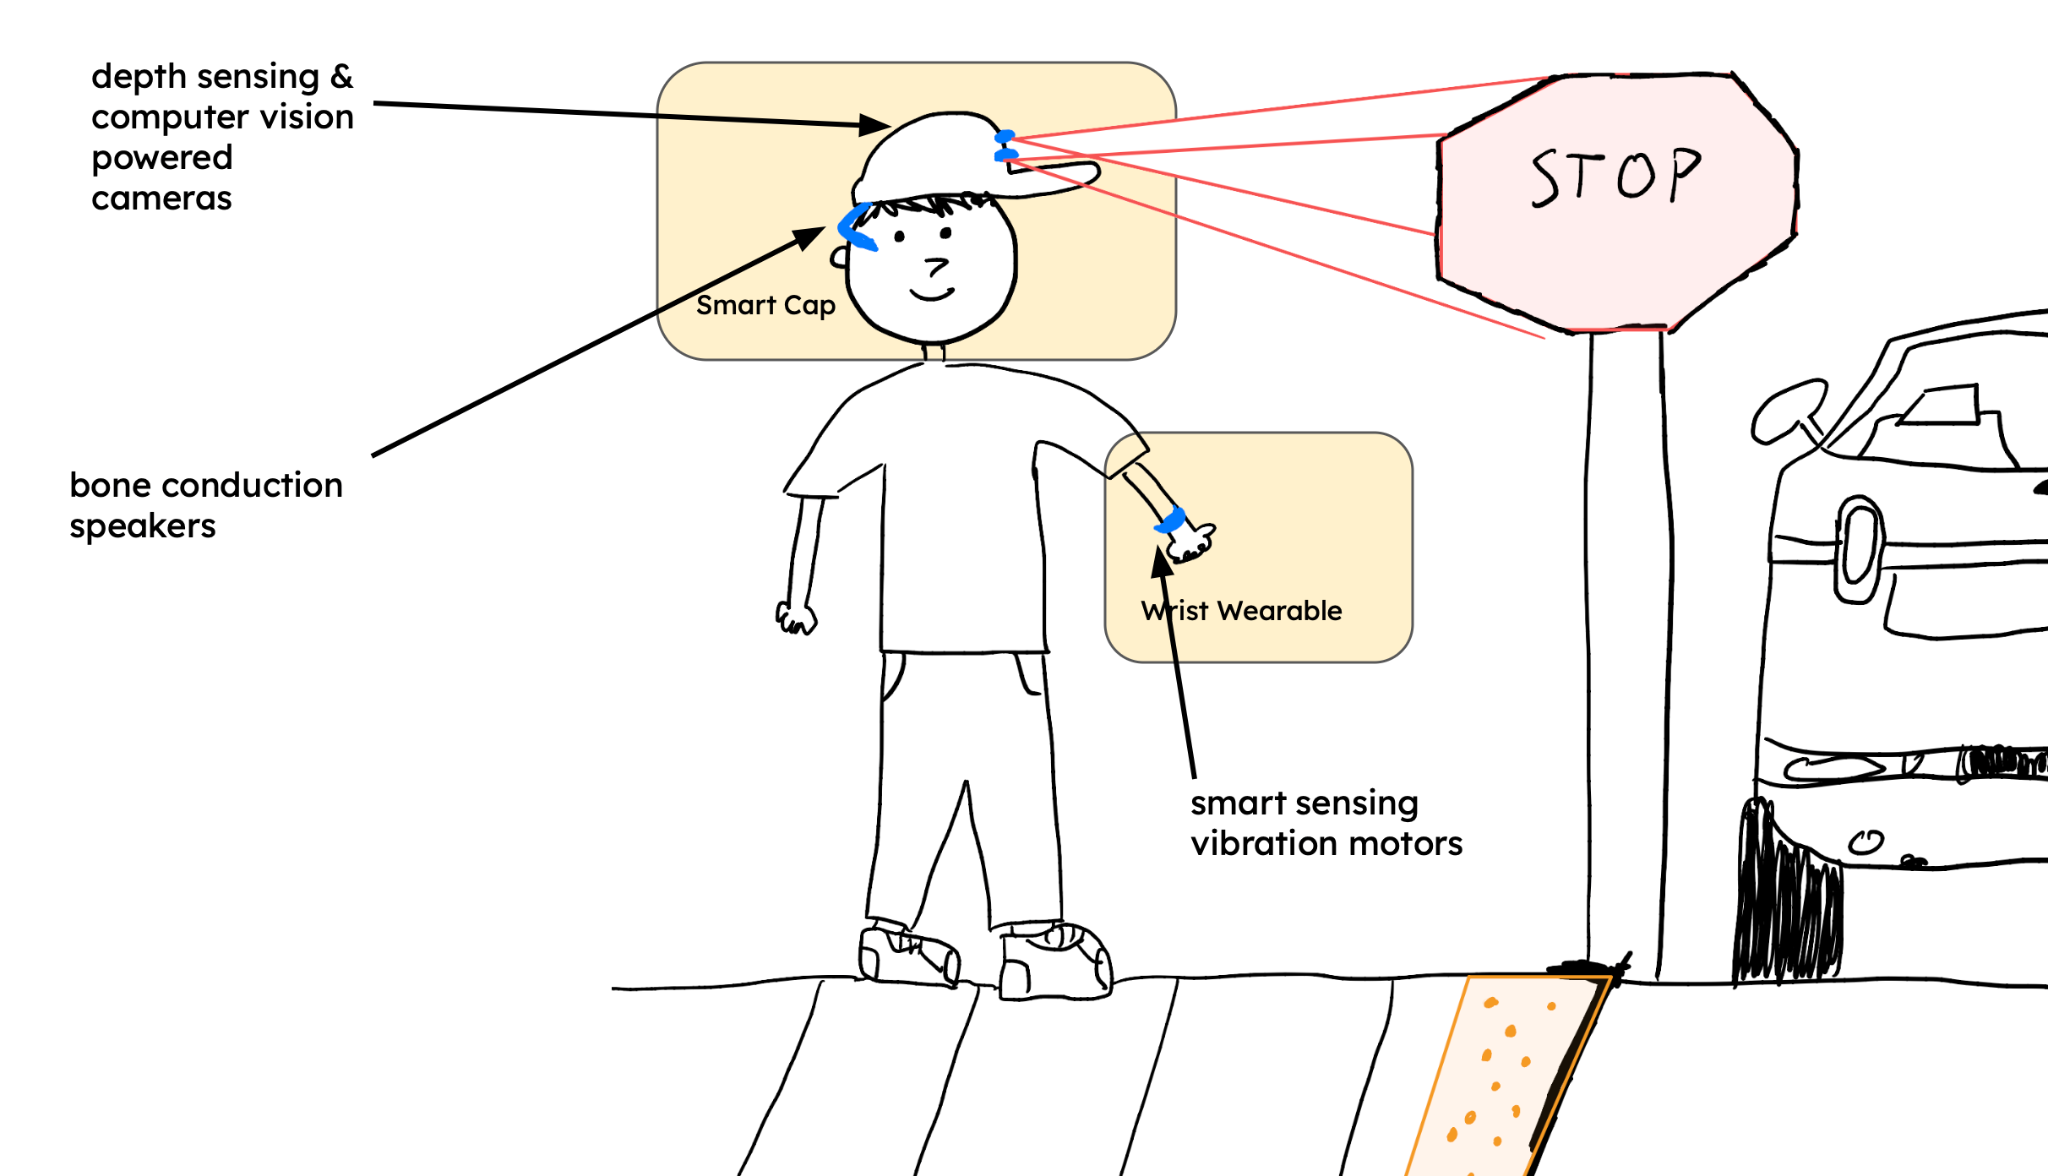 depth sensing &
computer vision
powered
cameras
STOP
Smart Cap
bone conduction
speakers
Wrist Wearable
smart sensing
vibration motors